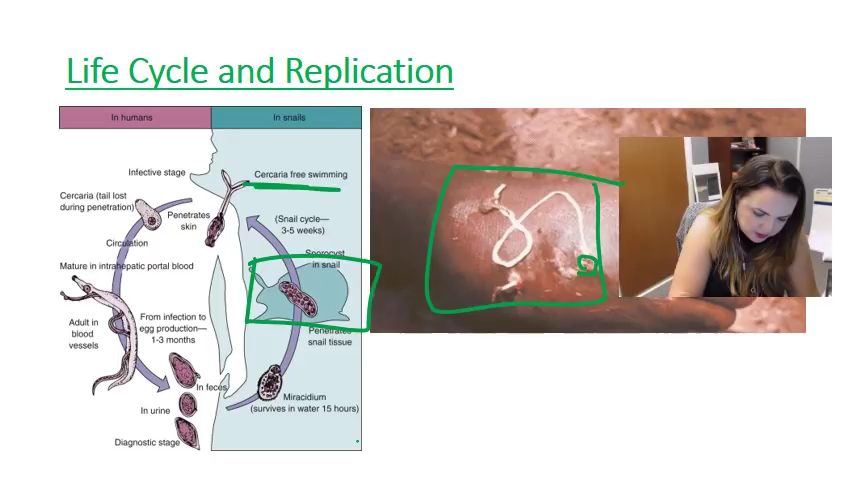 Life Cycle and Replication
In humans
In snails
Infective stage
Cercaria free swimming
Cercaria (tail lost
during penetration)
Penetrates
skin
(Snail cycle—
3-5 weeks)
Circulation
Sporocyst
in snail
Mature in intrahepatic portal blood
Adult in
blood
vessels
From infection to
egg production—
1-3 months
Penetrates
snail tissue
In feces
Miracidium
(survives in water 15 hours)
In urine
Diagnostic stage